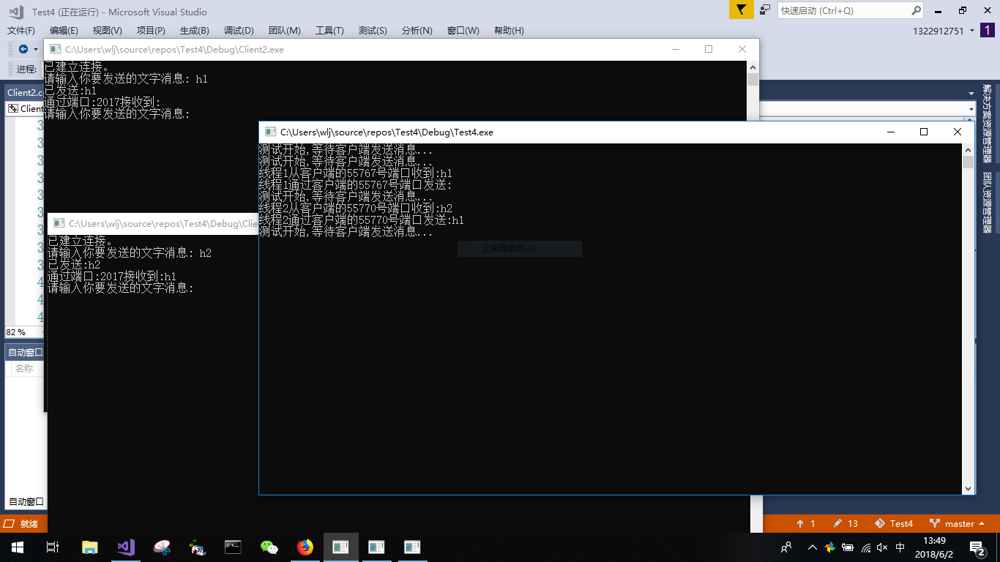 Test4 (正在运行) - Microsoft Visual Studio
快速启动 (Ctrl+Q)
文件(F) 编辑(E) 视图(V) 项目(P) 生成(B) 调试(D) 团队(M) 工具(T) 测试(S) 分析(N) 窗口(W) 帮助(H)
1322912751
1
进程:
C:\Users\wlj\source\repos\Test4\Debug\Client2.exe
已建立连接。
请输入你要发送的文字消息: h1
已发送:h1
通过端口:2017接收到:
请输入你要发送的文字消息:
Client2.c
Client
3
3
3
3
3
3
3
3
3
4
4
4
82 %
自动窗口
名称
自动窗口
解决方案资源管理器
团队资源管理器
C:\Users\wlj\source\repos\Test4\Debug\Test4.exe
测试开始,等待客户端发送消息...
测试开始,等待客户端发送消息...
线程1从客户端的55767号端口收到:h1
线程1通过客户端的55767号端口发送:
测试开始,等待客户端发送消息...
线程2从客户端的55770号端口收到:h2
线程2通过客户端的55770号端口发送:h1
测试开始,等待客户端发送消息...
全屏幕截图(S)
C:\Users\wlj\source\repos\Test4\Debug\Clie
已建立连接。
请输入你要发送的文字消息: h2
已发送:h2
通过端口:2017接收到:h1
请输入你要发送的文字消息:
就绪
1
13
Test4
master
中
13:49
2018/6/2
2